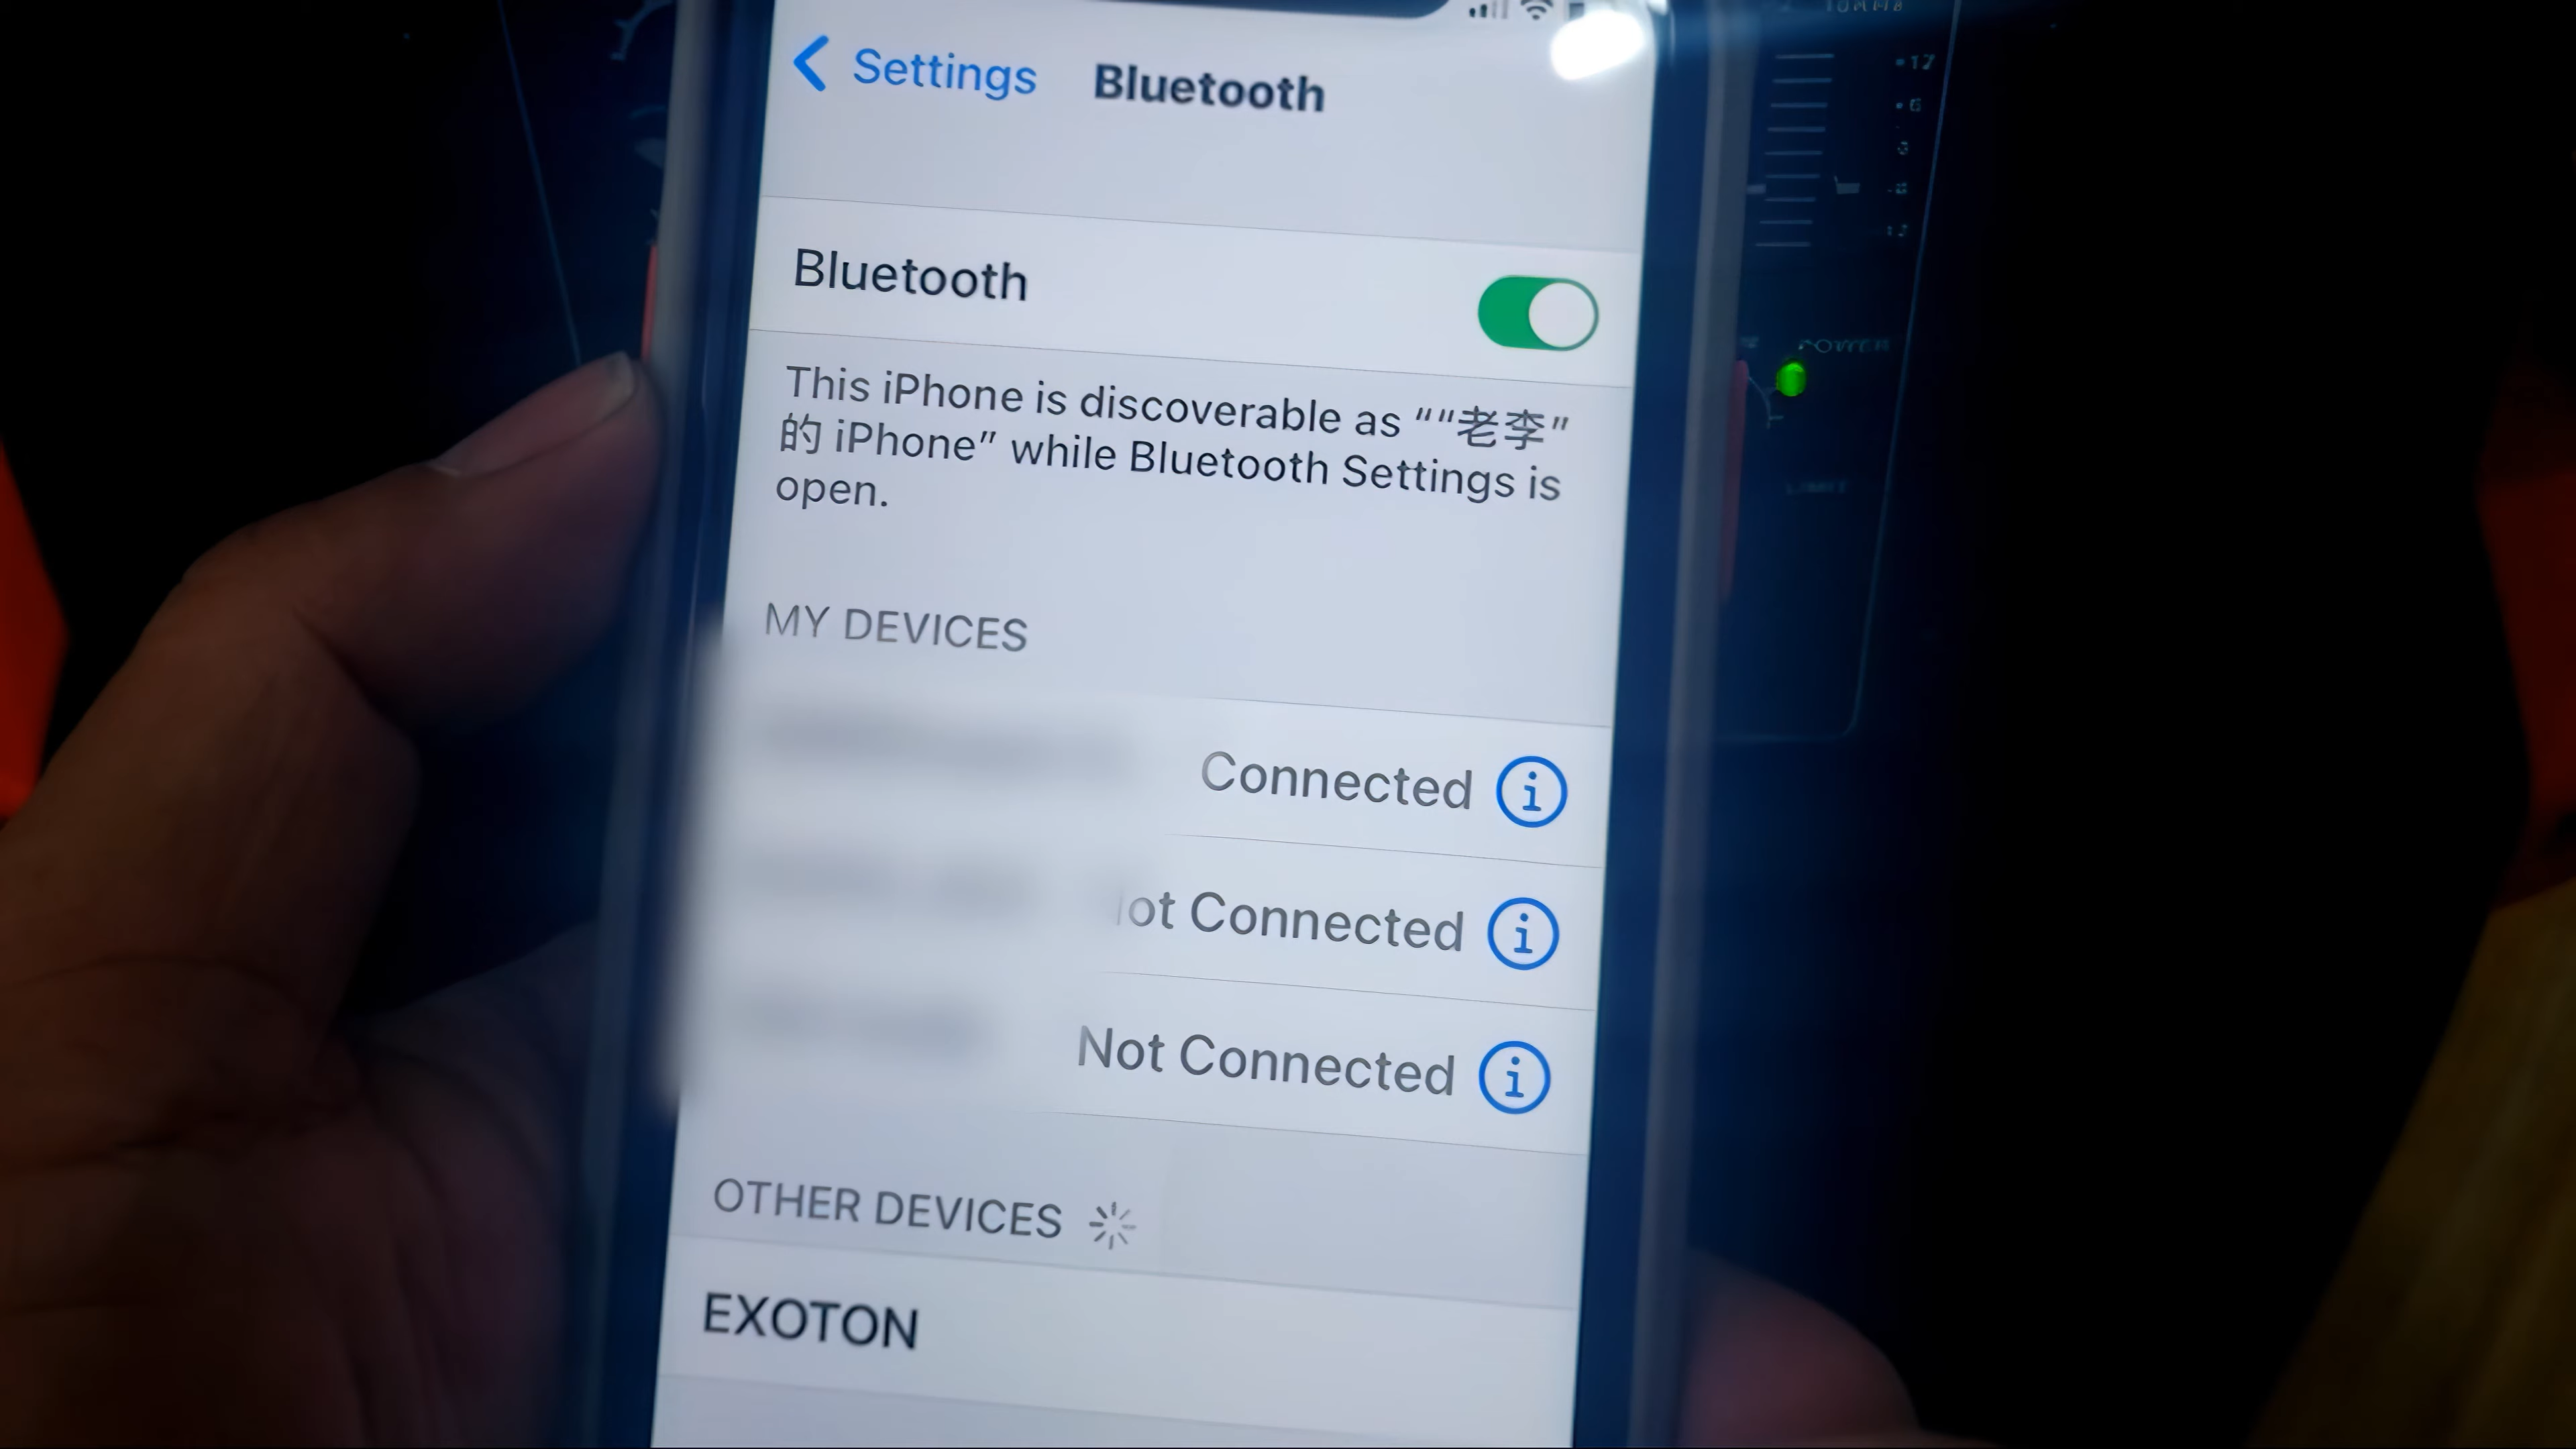 Settings Bluetooth
Bluetooth
This iPhone is discoverable as ““老李”
的 iPhone” while Bluetooth Settings is
open.
MY DEVICES
Connected
Connected
Not Connected
OTHER DEVICES
EXOTON
POWER